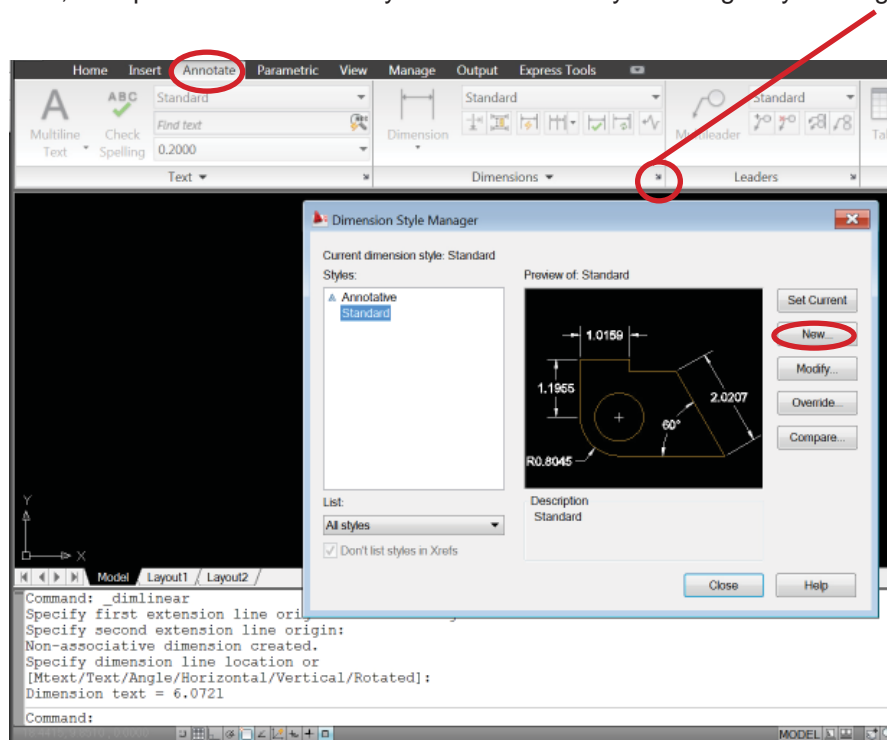 Home Insert Annotate Parametric View Manage Output Express Tools
A ABC Standard
Find text
Multiline Text
Check Spelling
0.2000
Text
Standard
Dimension
Dimensions
Standard
Multileader
Leaders
Dimension Style Manager
Current dimension style: Standard
Styles:
Annotative
Standard
Preview of: Standard
1.0159
1.1955
2.0207
60°
R0.8045
Set Current
New...
Modify...
Override...
Compare...
List:
All styles
Don't list styles in Xrefs
Description
Standard
Close Help
Y
X
Model Layout1 Layout2
Command: _dimlinear
Specify first extension line
Specify second extension line origin:
Non-associative dimension created.
Specify dimension line location or
[Mtext/Text/Angle/Horizontal/Vertical/Rotated]:
Dimension text = 6.0721
Command:
MODEL